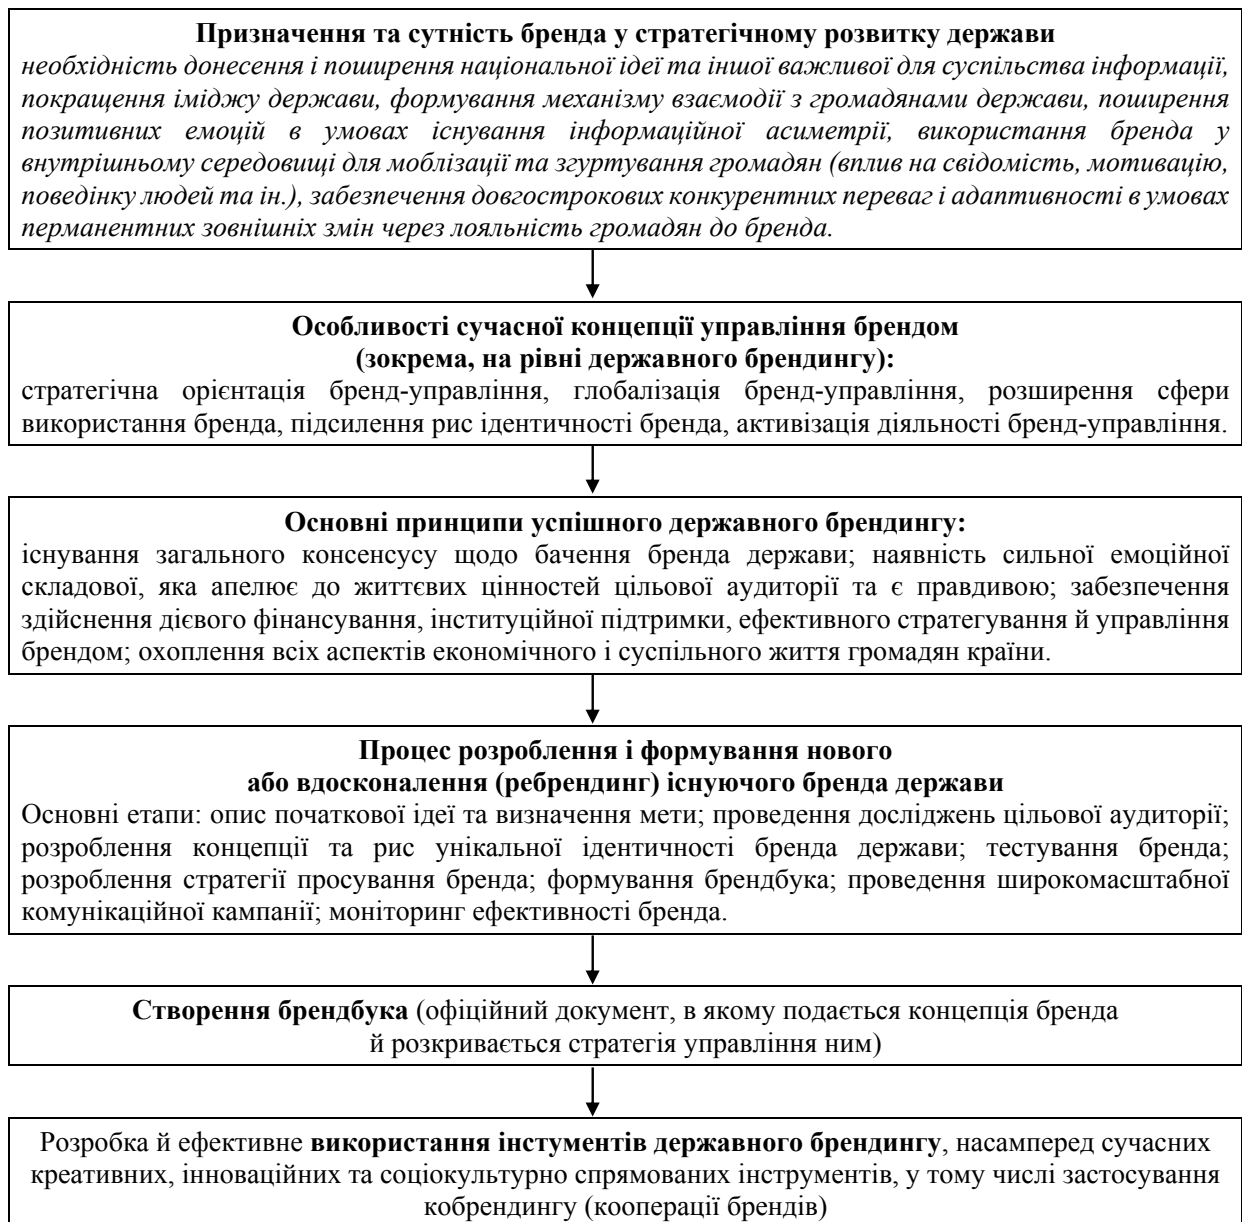 Призначення та сутність бренда у стратегічному розвитку держави
необхідність донесення і поширення національної ідеї та іншої важливої для суспільства інформації,
покращення іміджу держави, формування механізму взаємодії з громадянами держави, поширення
позитивних емоцій в умовах існування інформаційної асиметрії, використання бренда у
внутрішньому середовищі для моблізації та згуртування громадян (вплив на свідомість, мотивацію,
поведінку людей та ін.), забезпечення довгострокових конкурентних переваг і адаптивності в умовах
перманентних зовнішніх змін через лояльність громадян до бренда.
Особливості сучасної концепції управління брендом
(зокрема, на рівні державного брендингу):
стратегічна орієнтація бренд-управління, глобалізація бренд-управління, розширення сфери
використання бренда, підсилення рис ідентичності бренда, активізація діяльності бренд-управління.
Основні принципи успішного державного брендингу:
існування загального консенсусу щодо бачення бренда держави; наявність сильної емоційної
складової, яка апелює до життєвих цінностей цільової аудиторії та є правдивою; забезпечення
здійснення дієвого фінансування, інституційної підтримки, ефективного стратегування й управління
брендом; охоплення всіх аспектів економічного і суспільного життя громадян країни.
Процес розроблення і формування нового
або вдосконалення (ребрендинг) існуючого бренда держави
Основні етапи: опис початкової ідеї та визначення мети; проведення досліджень цільової аудиторії;
розроблення концепції та рис унікальної ідентичності бренда держави; тестування бренда;
розроблення стратегії просування бренда; формування брендбука; проведення широкомасштабної
комунікаційної кампанії; моніторинг ефективності бренда.
Створення брендбука (офіційний документ, в якому подається концепція бренда
й розкривається стратегія управління ним)
Розробка й ефективне використання інстументів державного брендингу, насамперед сучасних
креативних, інноваційних та соціокультурно спрямованих інструментів, у тому числі застосування
кобрендингу (кооперації брендів)